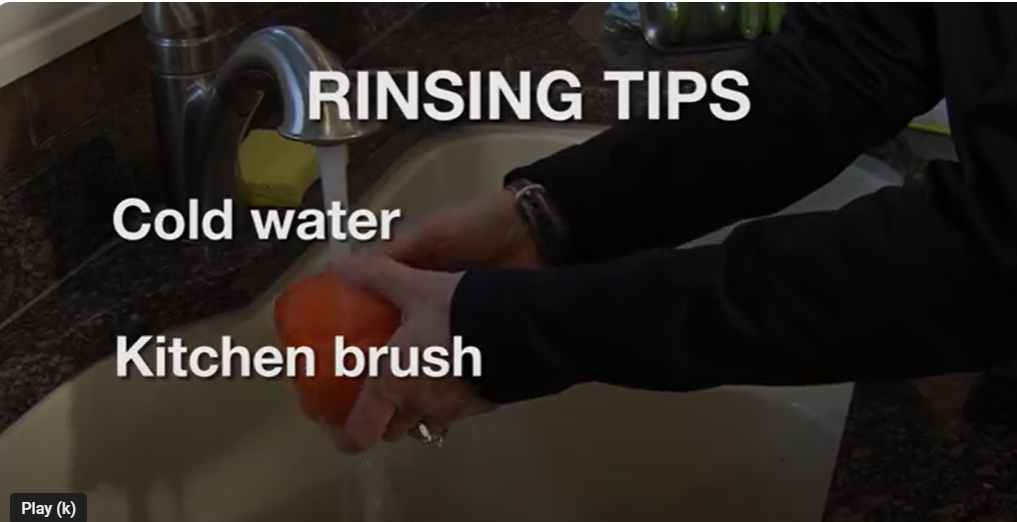 RINSING TIPS
Cold water
Kitchen brush
Play (k)